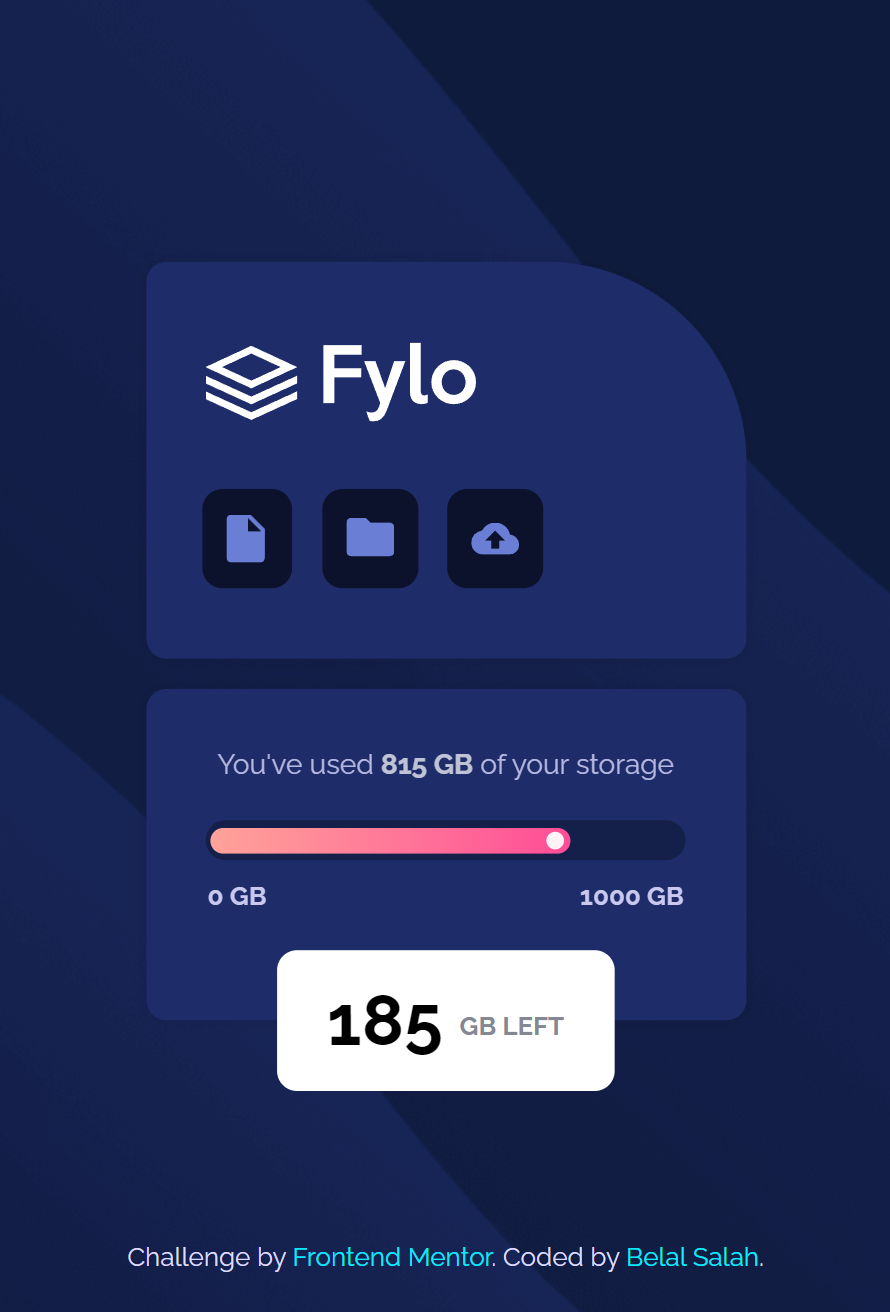 Fylo
You've used 815 GB of your storage
0 GB 1000 GB
185 GB LEFT
Challenge by Frontend Mentor. Coded by Belal Salah.